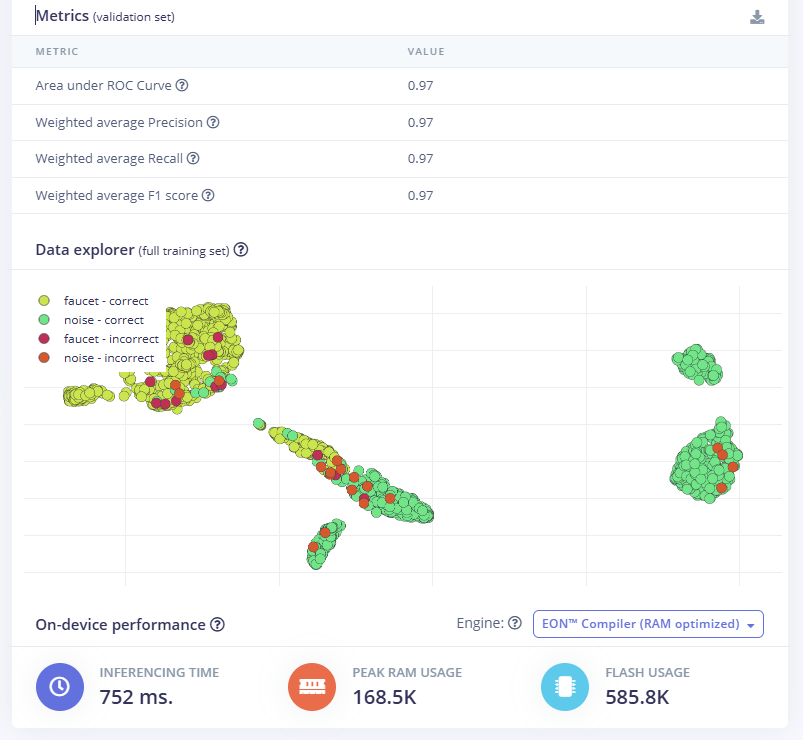 Metrics (validation set)
METRIC VALUE
Area under ROC Curve ? 0.97
Weighted average Precision ? 0.97
Weighted average Recall ? 0.97
Weighted average F1 score ? 0.97
Data explorer (full training set) ?
faucet - correct
noise - correct
faucet - incorrect
noise - incorrect
On-device performance ? Engine: ? EON™ Compiler (RAM optimized)
INFERENCING TIME PEAK RAM USAGE FLASH USAGE
752 ms. 168.5K 585.8K